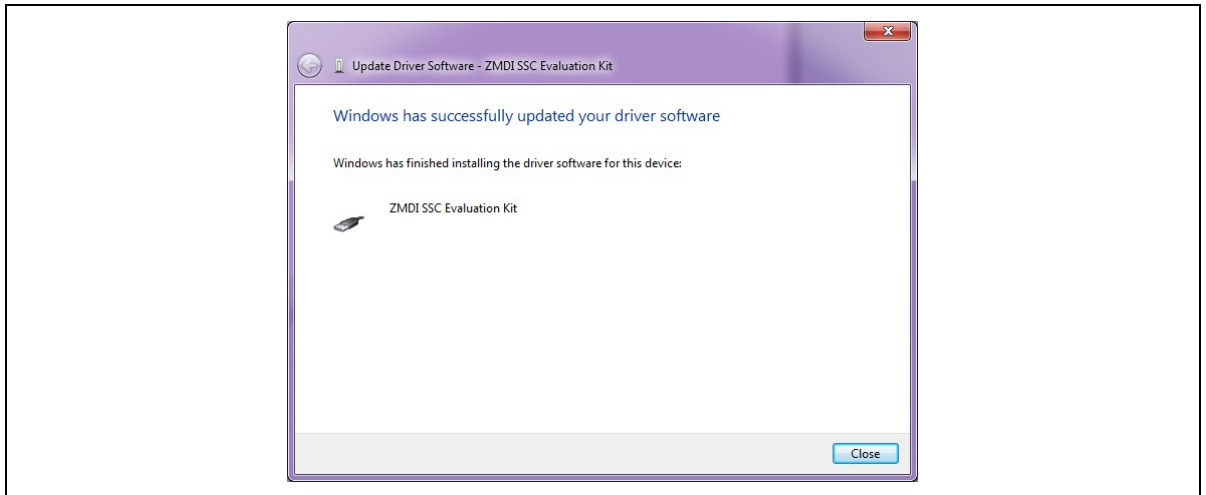 Update Driver Software - ZMDI SSC Evaluation Kit
Windows has successfully updated your driver software
Windows has finished installing the driver software for this device:
ZMDI SSC Evaluation Kit
Close